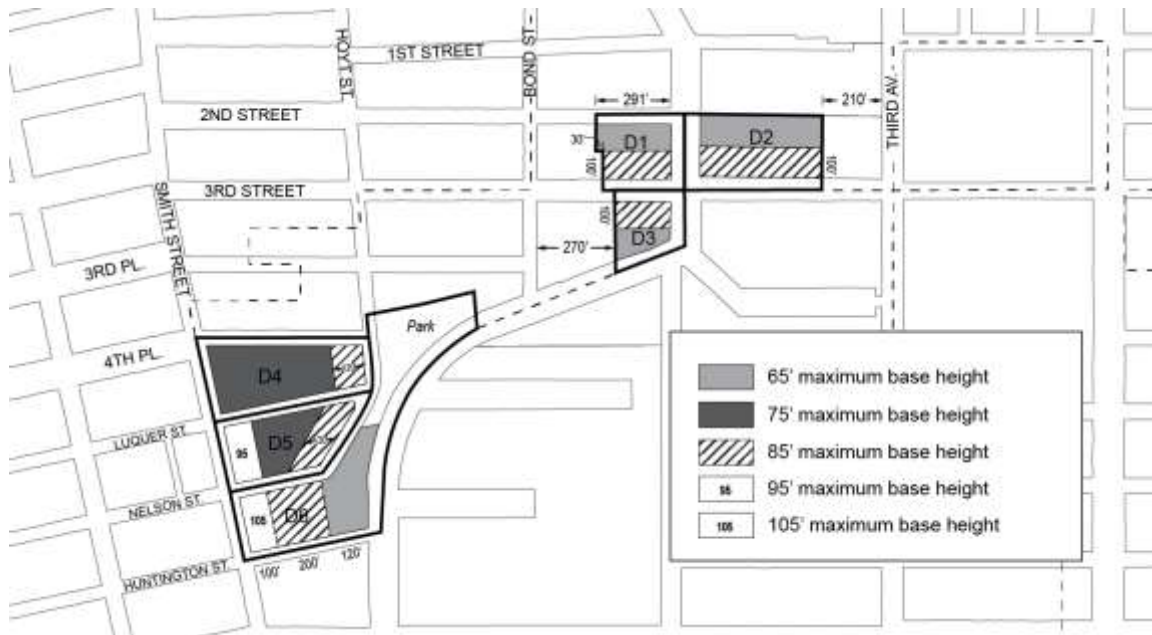 1ST STREET
HOYT ST.
BOND ST.
THIRD AV.
2ND STREET
291'
210'
30'
D1
D2
100'
100'
3RD STREET
SMITH STREET
100'
D3
270'
3RD PL.
Park
4TH PL.
D4
LUQUER ST.
95
D5
NELSON ST.
105
D6
HUNTINGTON ST.
100'
200'
120'
65' maximum base height
75' maximum base height
85' maximum base height
95 95' maximum base height
105 105' maximum base height